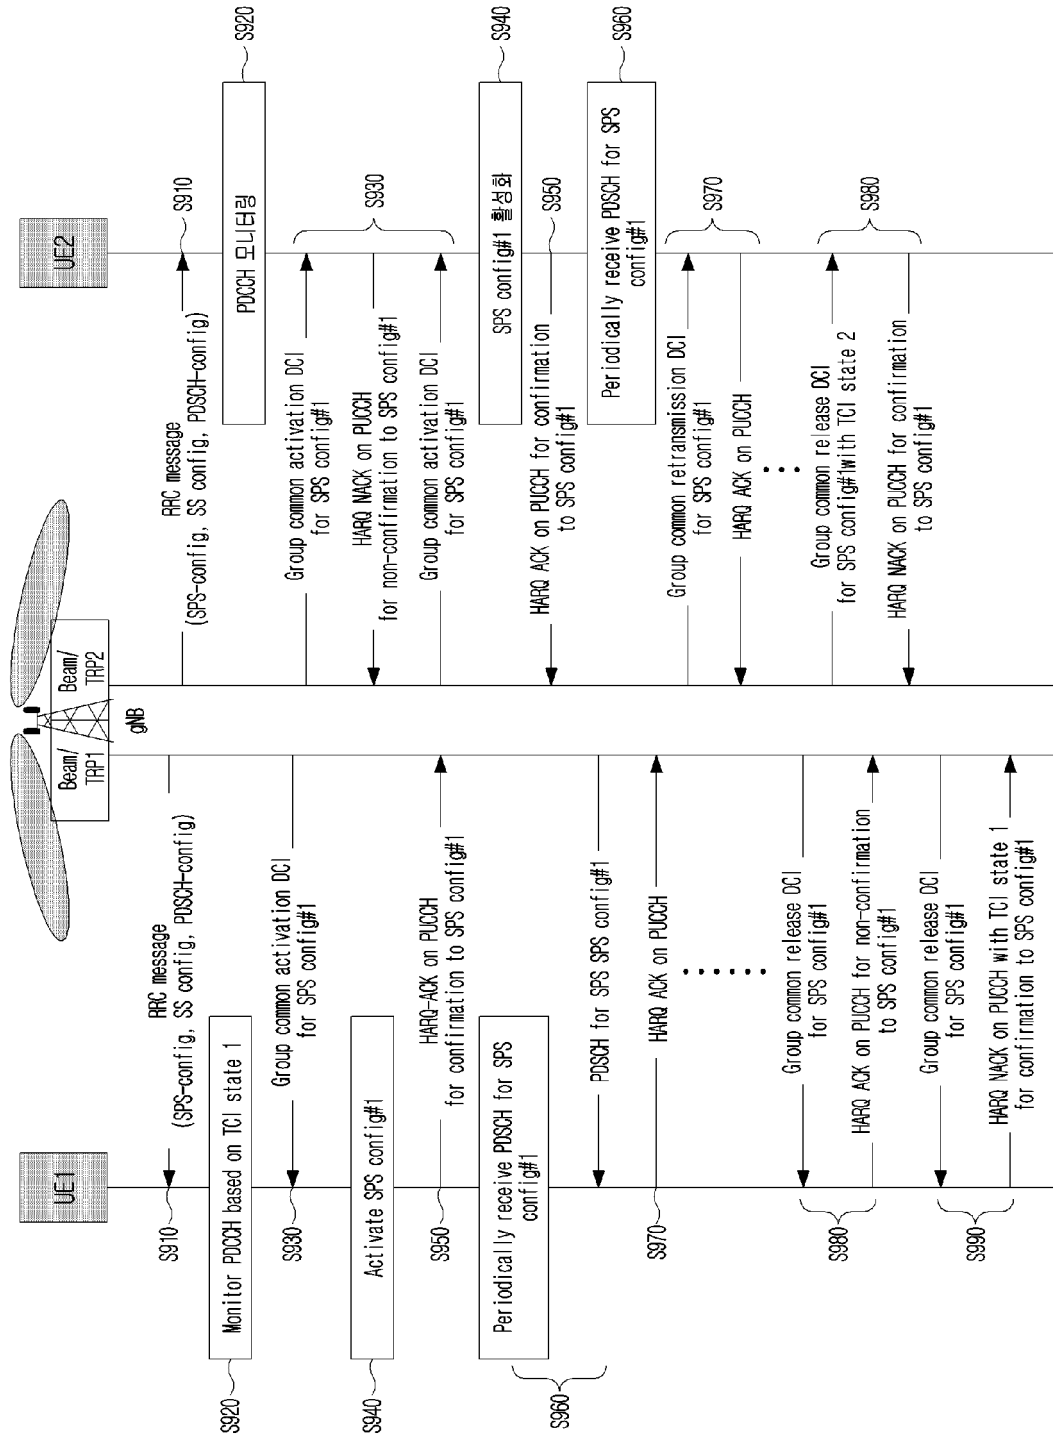 UE1
Beam/
TRP1
Beam/
TRP2
gNB
UE2
RRC message
(SPS-config, SS config, PDSCH-config)
S910
Monitor PDCCH based on TCI state 1
S920
Group common activation DCI
for SPS config#1
S930
Activate SPS config#1
S940
HARQ-ACK on PUCCH
for confirmation to SPS config#1
S950
Periodically receive PDSCH for SPS
config#1
PDSCH for SPS SPS config#1
S960
HARQ ACK on PUCCH
S970
Group common release DCI
for SPS config#1
HARQ ACK on PUCCH for non-confirmation
to SPS config#1
S980
Group common release DCI
for SPS config#1
HARQ NACK on PUCCH with TCI state 1
for confirmation to SPS config#1
S990
RRC message
(SPS-config, SS config, PDSCH-config)
S910
PDCCH 모니터링
S920
Group common activation DCI
for SPS config#1
HARQ NACK on PUCCH
for non-confirmation to SPS config#1
Group common activation DCI
for SPS config#1
S930
SPS config#1 활성화
S940
HARQ ACK on PUCCH for confirmation
to SPS config#1
S950
Periodically receive PDSCH for SPS
config#1
S960
Group common retransmission DCI
for SPS config#1
HARQ ACK on PUCCH
S970
Group common release DCI
for SPS config#1with TCI state 2
HARQ NACK on PUCCH for confirmation
to SPS config#1
S980